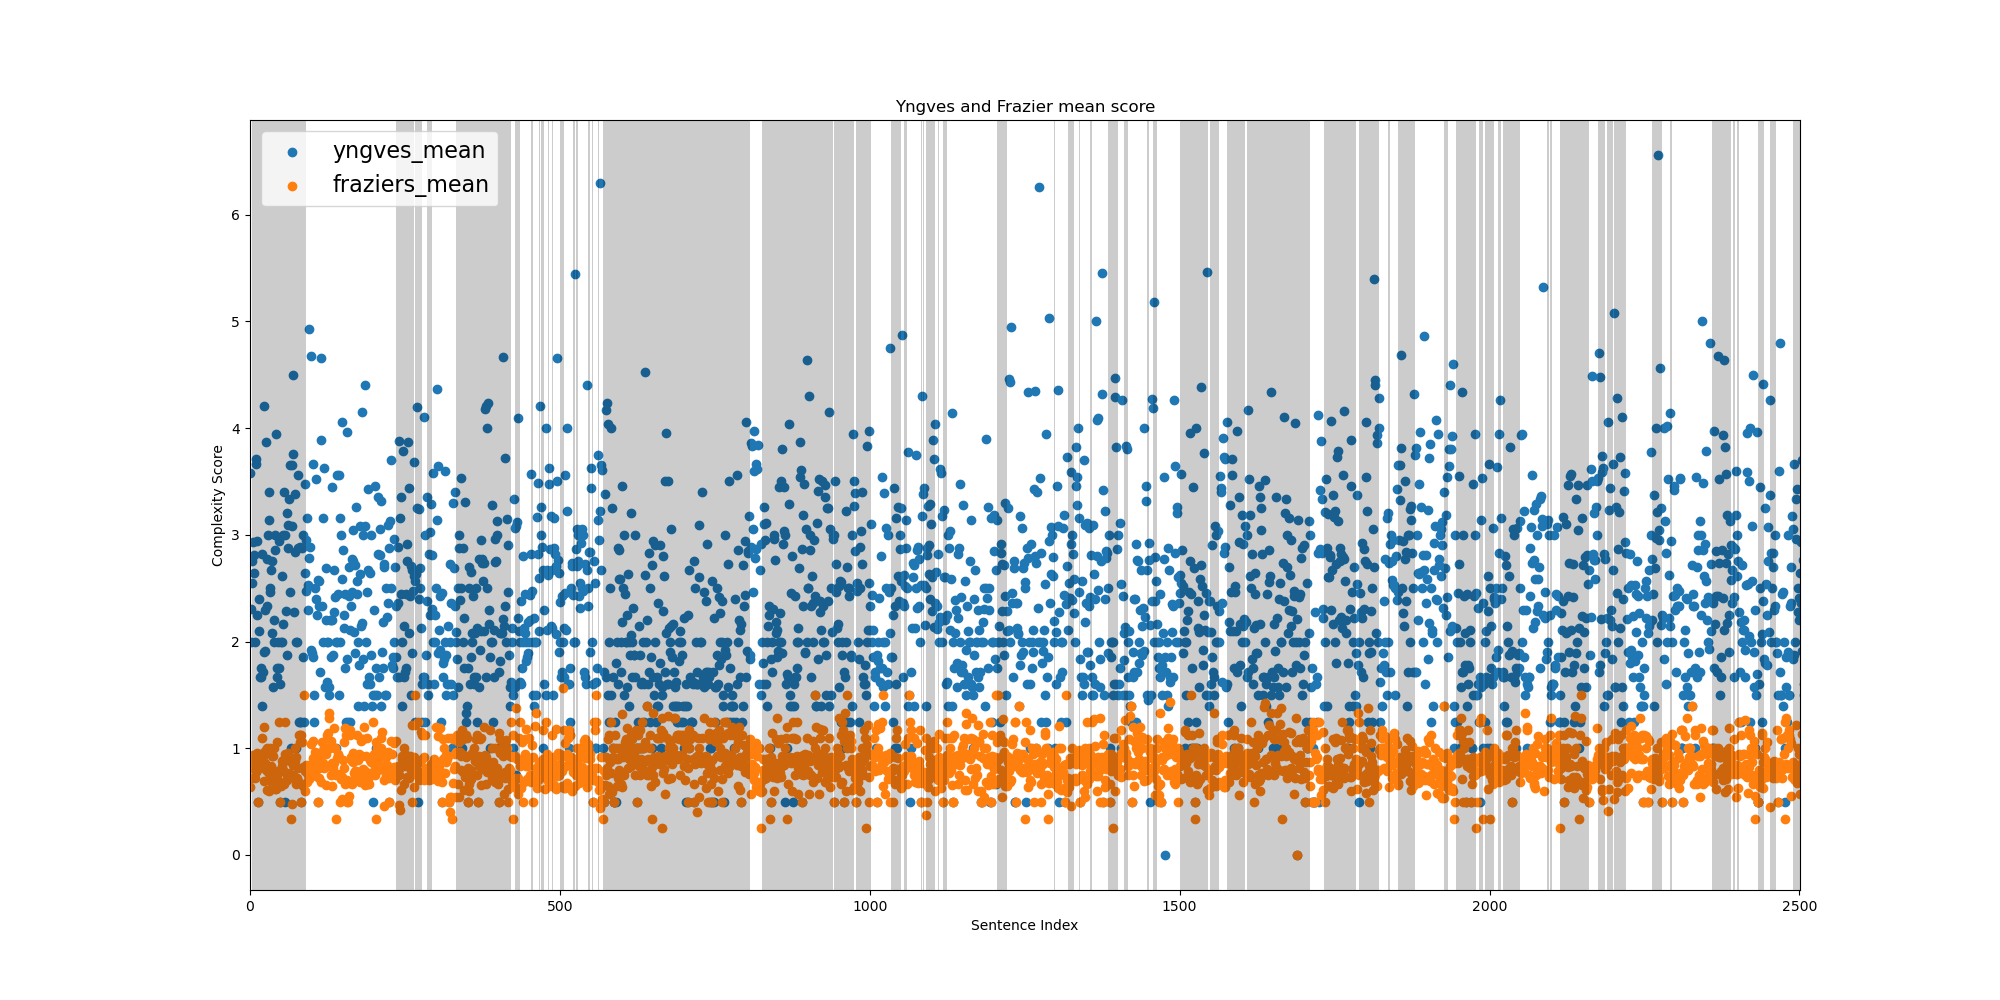 Yngves and Frazier mean score
yngves_mean
fraziers_mean
Complexity Score
6
5
4
3
2
1
0
0 500 1000 1500 2000 2500
Sentence Index